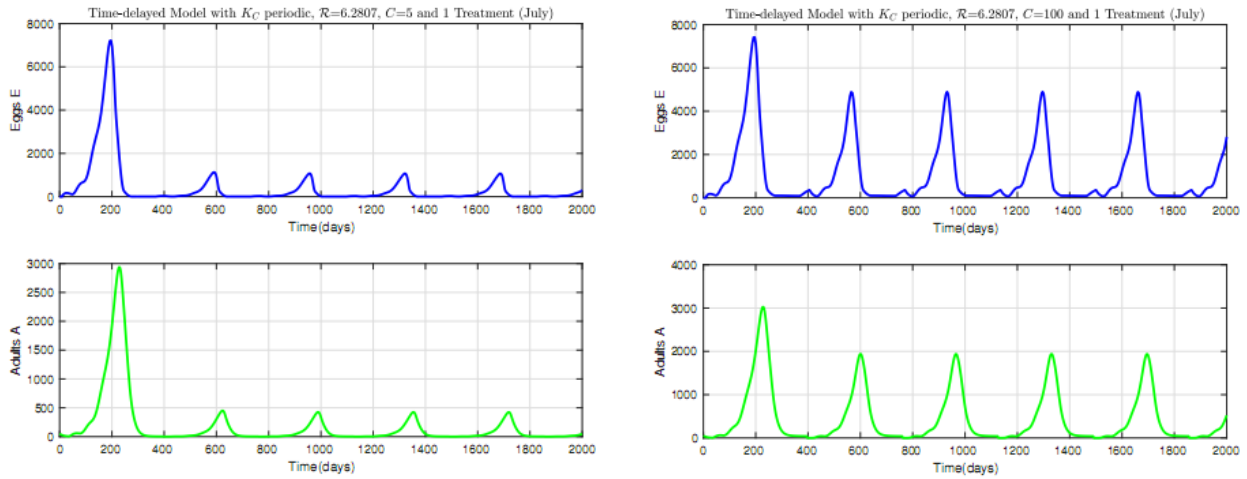 Time-delayed Model with K_C periodic, ℛ=6.2807, C=5 and 1 Treatment (July)
8000
6000
4000
2000
0
Eggs E
0 200 400 600 800 1000 1200 1400 1600 1800 2000
Time(days)
3000
2500
2000
1500
1000
500
0
Adults A
0 200 400 600 800 1000 1200 1400 1600 1800 2000
Time(days)
Time-delayed Model with K_C periodic, ℛ=6.2807, C=100 and 1 Treatment (July)
8000
6000
4000
2000
0
Eggs E
0 200 400 600 800 1000 1200 1400 1600 1800 2000
Time(days)
4000
3000
2000
1000
0
Adults A
0 200 400 600 800 1000 1200 1400 1600 1800 2000
Time(days)